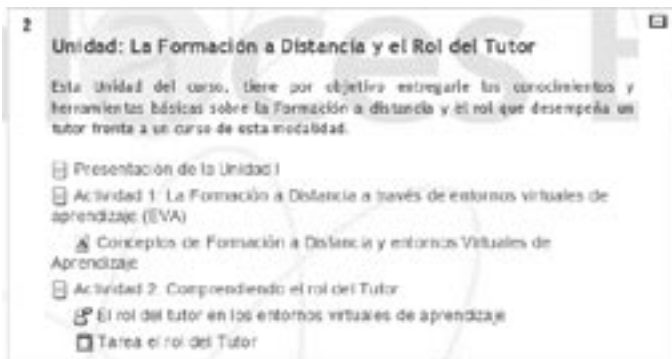 2
Unidad: La Formación a Distancia y el Rol del Tutor
Esta Unidad del curso, tiene por objetivo entregarle los conocimientos y
herramientas básicas sobre la Formación a distancia y el rol que desempeña un
tutor frente a un curso de esta modalidad.
Presentación de la Unidad I
Actividad 1: La Formación a Distancia a través de entornos virtuales de
aprendizaje (EVA)
Conceptos de Formación a Distancia y entornos Virtuales de
Aprendizaje
Actividad 2: Comprendiendo el rol del Tutor
El rol del tutor en los entornos virtuales de aprendizaje
Tarea el rol del Tutor